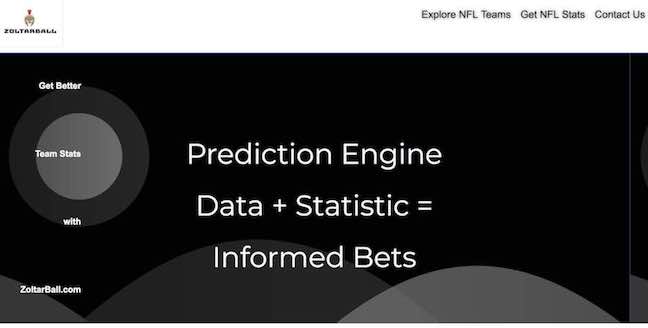 ZOLTARBALL
Explore NFL Teams Get NFL Stats Contact Us
Get Better
Team Stats
with
ZoltarBall.com
Prediction Engine
Data + Statistic =
Informed Bets